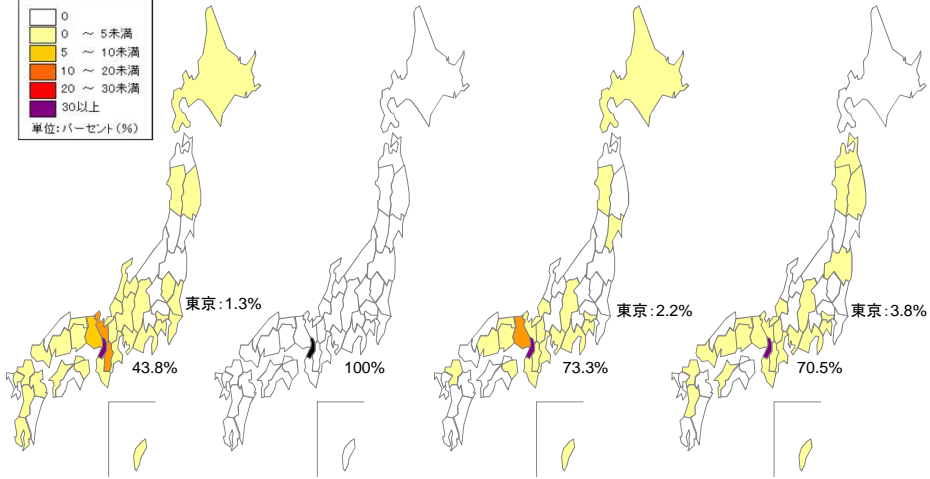 0
0 ～ 5未満
5 ～ 10未満
10 ～ 20未満
20 ～ 30未満
30以上
単位：パーセント（％）
東京：1.3%
43.8%
100%
東京：2.2%
73.3%
東京：3.8%
70.5%